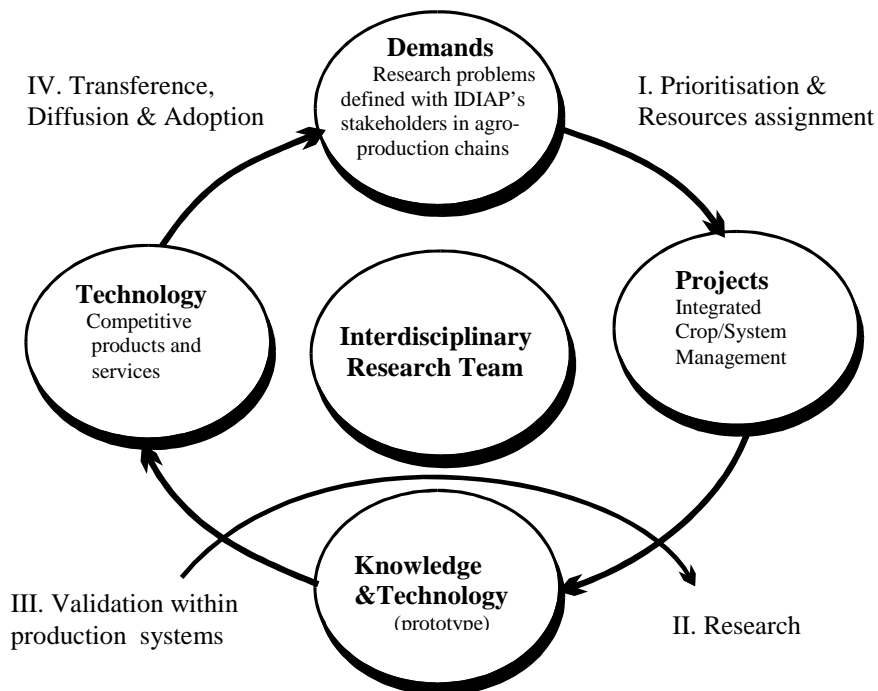 Demands
Research problems
defined with IDIAP's
stakeholders in agro-
production chains
IV. Transference,
Diffusion & Adoption
I. Prioritisation &
Resources assignment
Technology
Competitive
products and
services
Interdisciplinary
Research Team
Projects
Integrated
Crop/System
Management
Knowledge
&Technology
(prototype)
III. Validation within
production systems
II. Research